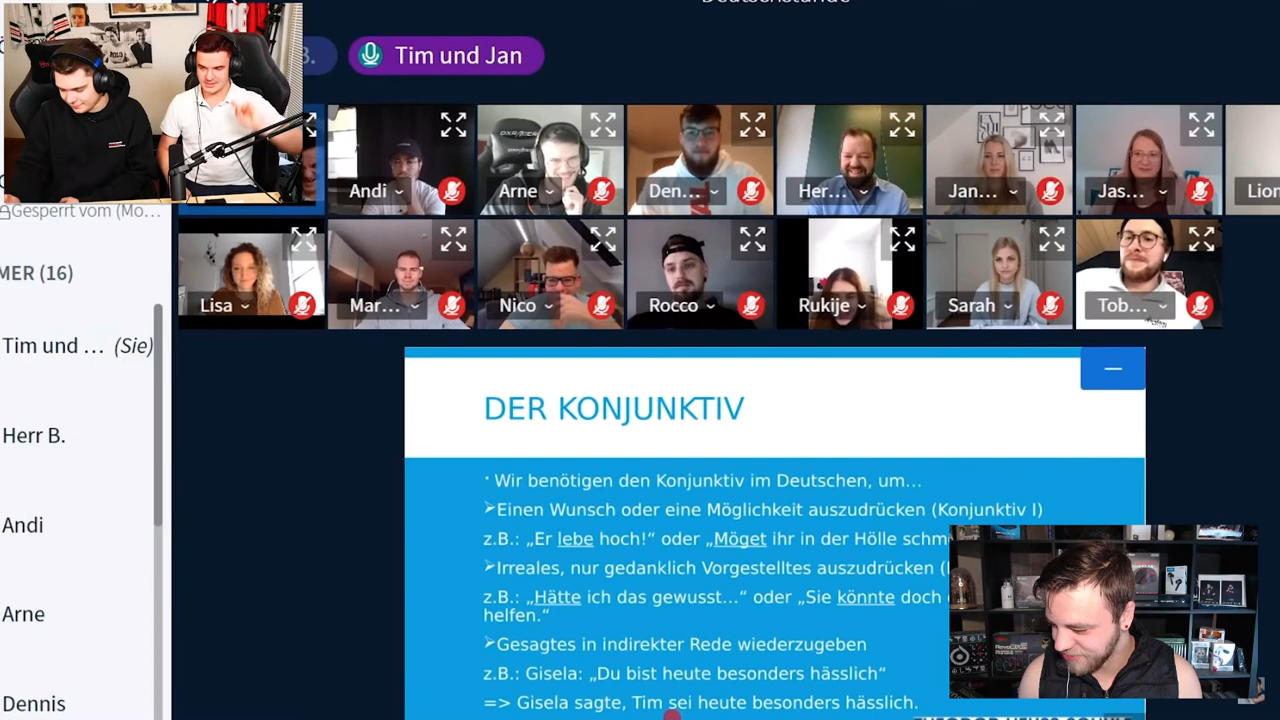 Deutschstunde
B.
Tim und Jan
Andi
Arne
Den...
Her...
Jan...
Jas...
Lion
Gesperrt vom (Mo...
MER (16)
Lisa
Mar...
Nico
Rocco
Rukije
Sarah
Tob...
Tim und ... (Sie)
Herr B.
Andi
Arne
Dennis
DER KONJUNKTIV
· Wir benötigen den Konjunktiv im Deutschen, um...
➢Einen Wunsch oder eine Möglichkeit auszudrücken (Konjunktiv I)
z.B.: „Er lebe hoch!“ oder „Möget ihr in der Hölle schm
➢Irreales, nur gedanklich Vorgestelltes auszudrücken (
z.B.: „Hätte ich das gewusst...“ oder „Sie könnte doch
helfen.“
➢Gesagtes in indirekter Rede wiederzugeben
z.B.: Gisela: „Du bist heute besonders hässlich“
=> Gisela sagte, Tim sei heute besonders hässlich.